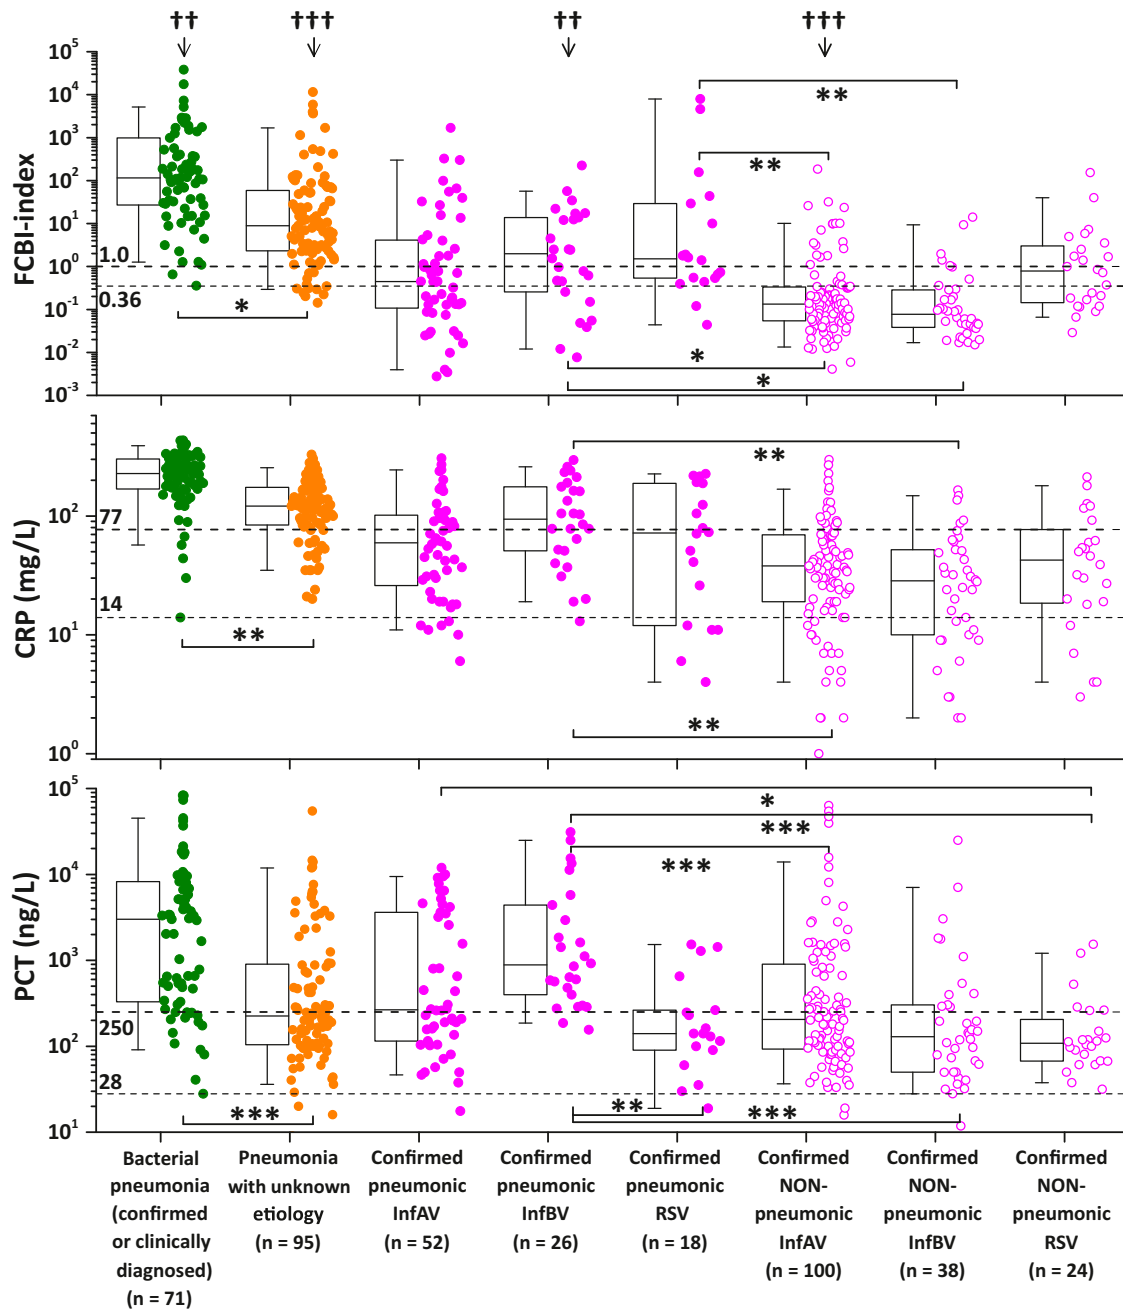 †† ††† †† †††
10⁵
10⁴
**
10³
**
10²
10¹
1.0
10⁰
0.36
10⁻¹
*
10⁻²
*
*
10⁻³
FCBI-index
**
77
10²
14
10¹
**
**
10⁰
CRP (mg/L)
10⁵
*
***
***
10⁴
10³
250
10²
28
** ***
***
10¹
PCT (ng/L)
Bacterial
pneumonia
(confirmed
or clinically
diagnosed)
(n = 71)
Pneumonia
with unknown
etiology
(n = 95)
Confirmed
pneumonic
InfAV
(n = 52)
Confirmed
pneumonic
InfBV
(n = 26)
Confirmed
pneumonic
RSV
(n = 18)
Confirmed
NON-
pneumonic
InfAV
(n = 100)
Confirmed
NON-
pneumonic
InfBV
(n = 38)
Confirmed
NON-
pneumonic
RSV
(n = 24)